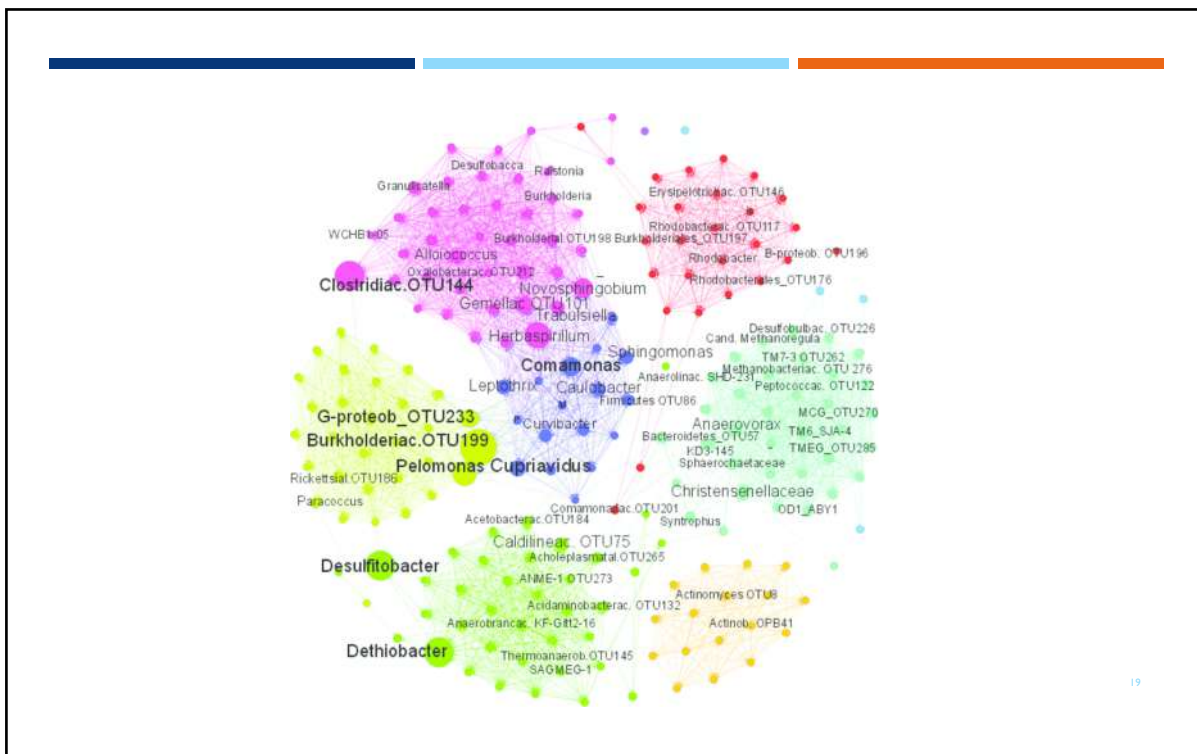 Desulfobacca
Ralstonia
Granulicatella
Burkholderia
Erysipelotrichac. OTU146
WCHB1-05
Burkholderial.OTU198
Burkholderiales_OTU197
Rhodobacterac.OTU117
B-proteob. OTU196
Alloiococcus
Rhodobacter
Oxalobacterac.OTU212
Clostridiac.OTU144
Novosphingobium
Rhodobacterales_OTU176
Gemellac.OTU101
Trabulsiella
Herbaspirillum
Desulfobulbac. OTU226
Cand. Methanoregula
Sphingomonas
TM7-3 OTU262
Comamonas
Methanobacteriac. OTU 276
Anaerolinac. SHD-231
Leptothrix
Caulobacter
Peptococcac. OTU122
Firmicutes OTU86
G-proteob_OTU233
MCG_OTU270
Curvibacter
Anaerovorax
Burkholderiac.OTU199
Bacteroidetes_OTU57
TM6_SJA-4
KD3-145
TMEG_OTU285
Pelomonas Cupriavidus
Sphaerochaetaceae
Rickettsial.OTU186
Christensenellaceae
Paracoccus
Comamonadac.OTU201
OD1_ABY1
Acetobacterac.OTU184
Syntrophus
Caldilineac. OTU75
Acholeplasmatal.OTU265
Desulfitobacter
ANME-1 OTU273
Acidaminobacterac. OTU132
Actinomyces OTU8
Anaerobrancac. KF-Gitt2-16
Actinob. OPB41
Dethiobacter
Thermoanaerob.OTU145
SAGMEG-1
19